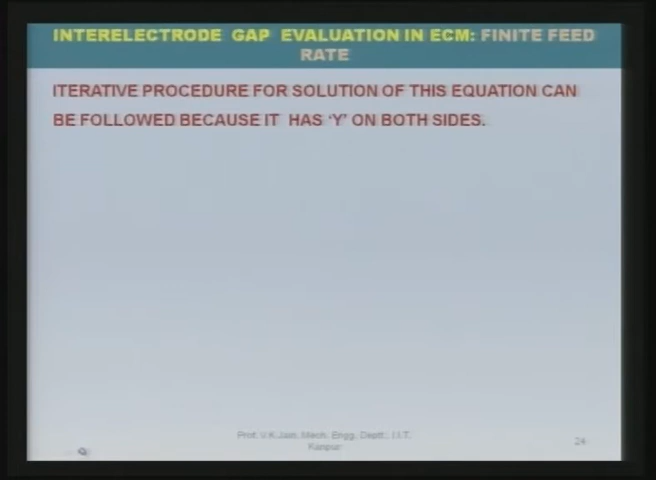 INTERELECTRODE GAP EVALUATION IN ECM: FINITE FEED
RATE
ITERATIVE PROCEDURE FOR SOLUTION OF THIS EQUATION CAN
BE FOLLOWED BECAUSE IT HAS 'Y' ON BOTH SIDES.
Prof. V.K.Jain, Mech. Engg. Deptt., I.I.T.
Kanpur
24